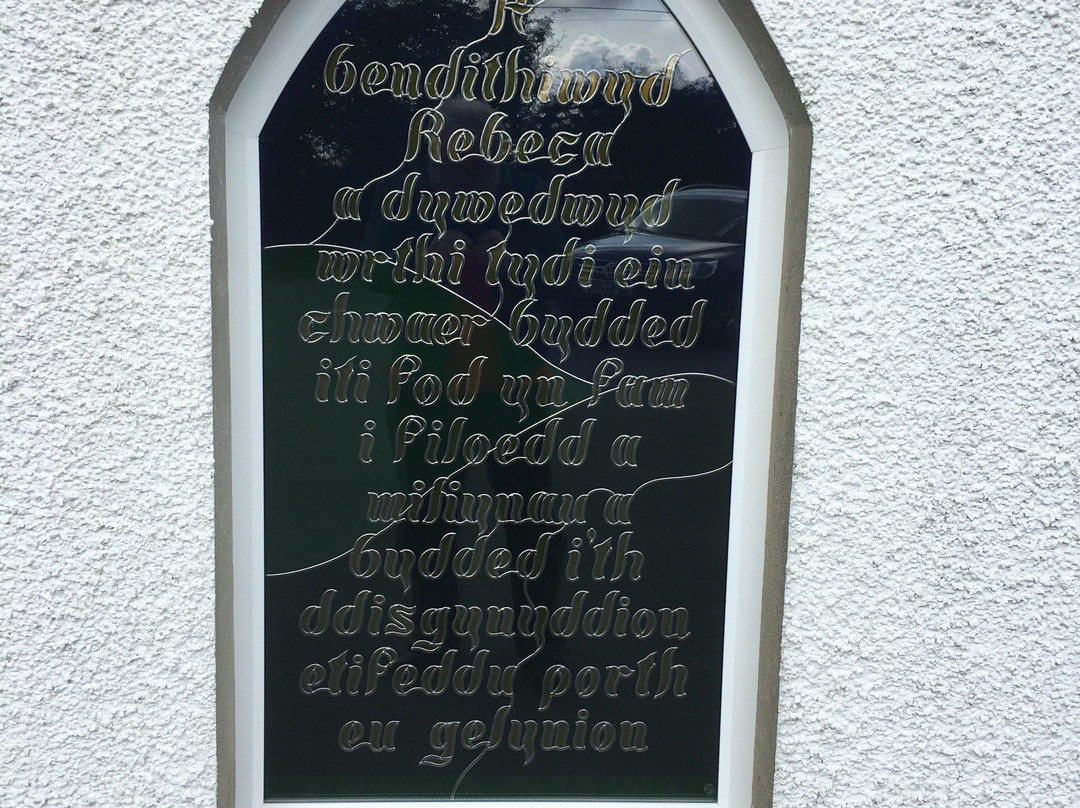 A
bendithiwyd
Rebeca
a dywedwyd
wrthi tydi ein
chwaer bydded
iti fod yn fam
i filoedd a
miliynau a
bydded i'th
ddisgynyddion
etifeddu porth
eu gelynion